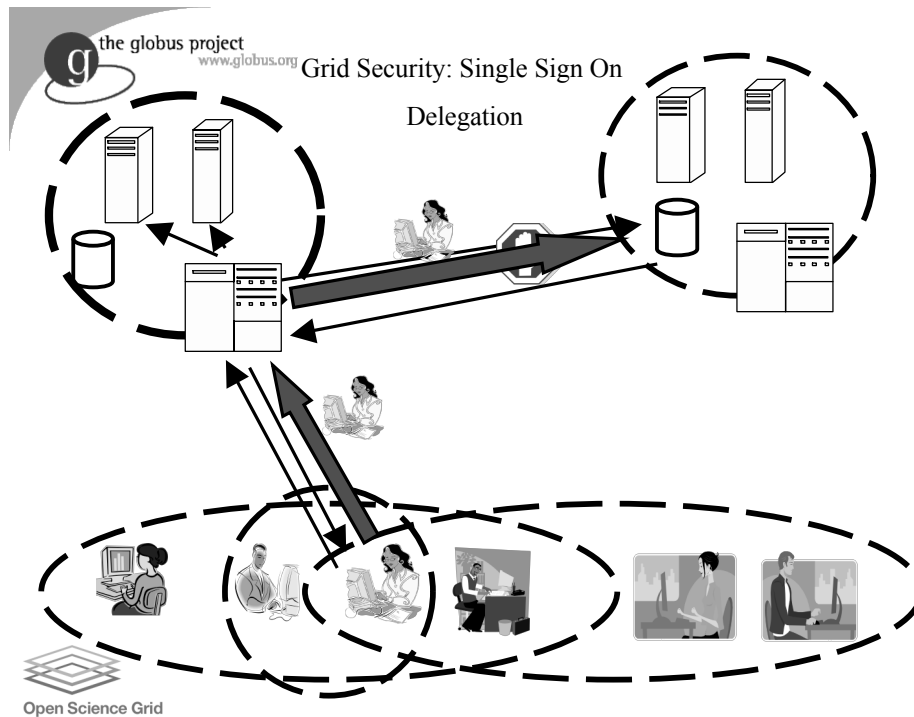 the globus project
www.globus.org
g
Grid Security: Single Sign On
Delegation
Open Science Grid